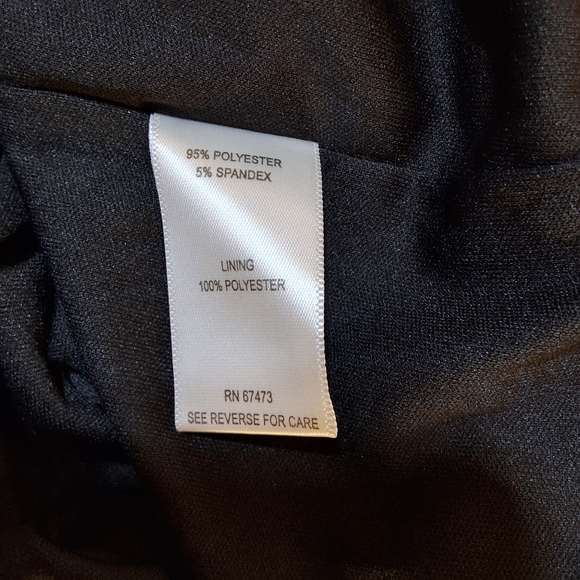 95% POLYESTER
5% SPANDEX
LINING
100% POLYESTER
RN 67473
SEE REVERSE FOR CARE